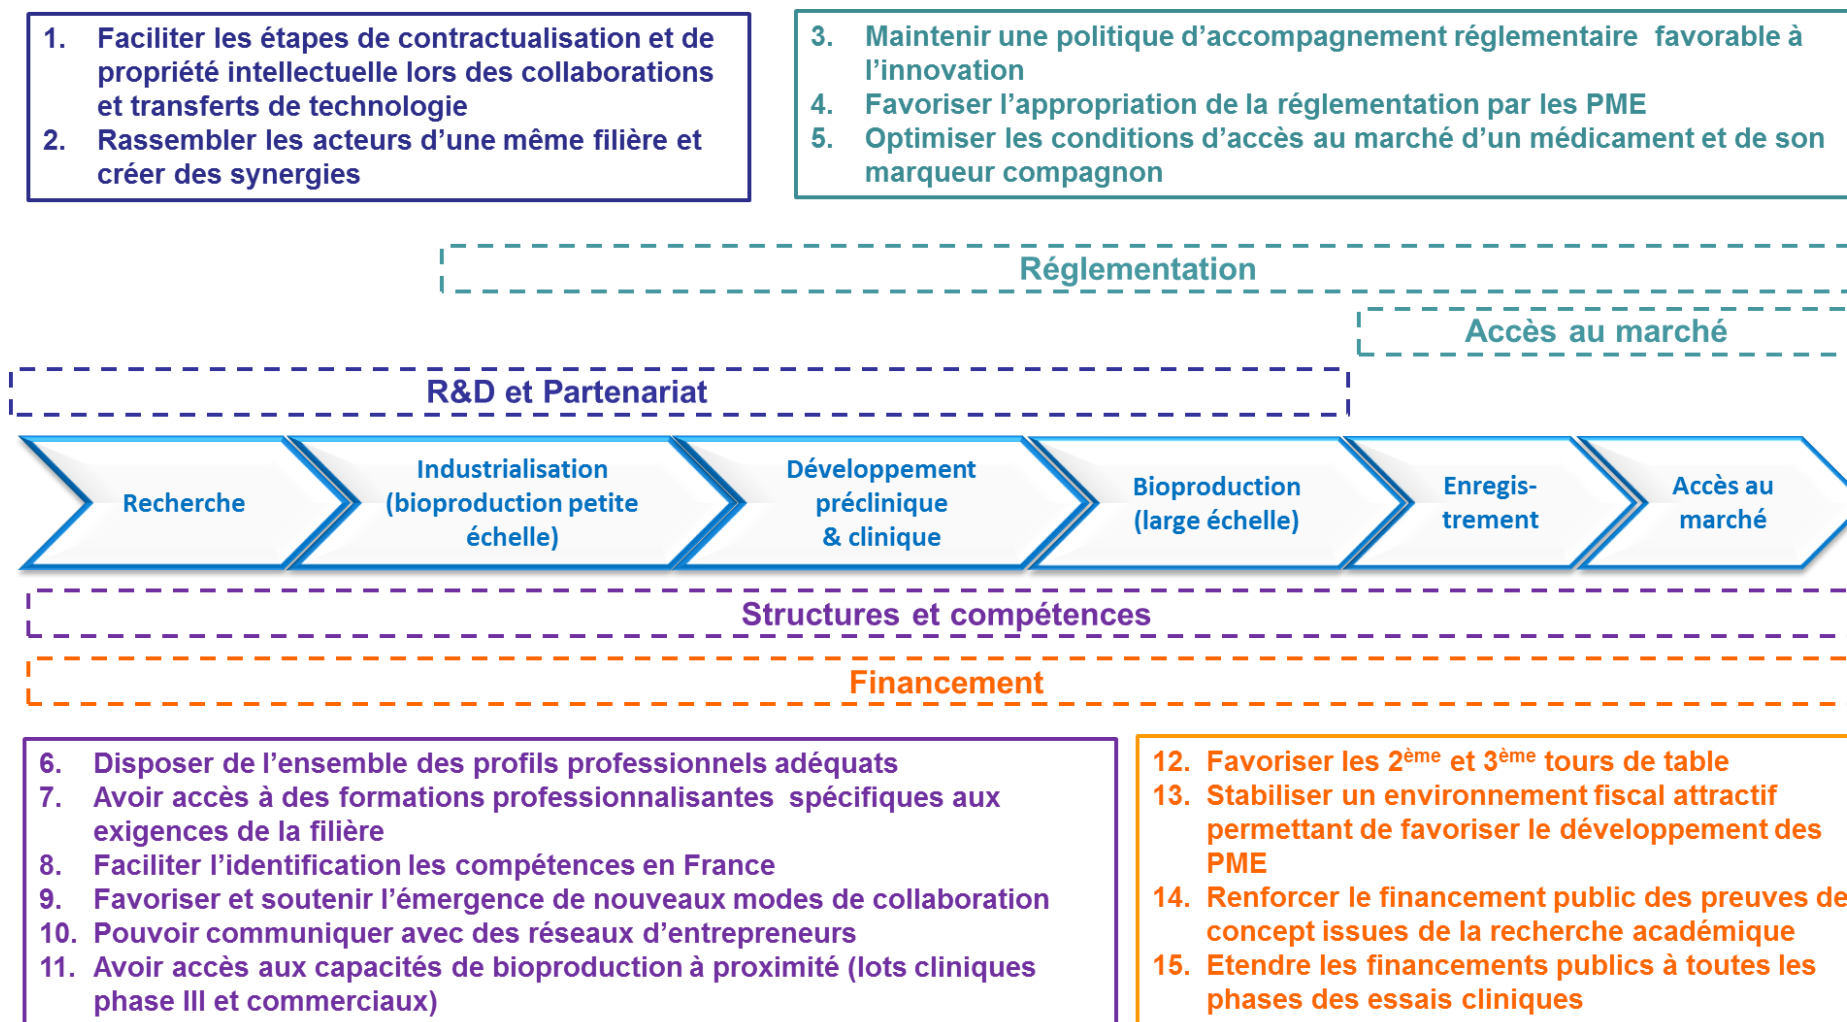 1. Faciliter les étapes de contractualisation et de
propriété intellectuelle lors des collaborations
et transferts de technologie
2. Rassembler les acteurs d’une même filière et
créer des synergies
3. Maintenir une politique d’accompagnement réglementaire favorable à
l’innovation
4. Favoriser l’appropriation de la réglementation par les PME
5. Optimiser les conditions d’accès au marché d’un médicament et de son
marqueur compagnon
Réglementation
Accès au marché
R&D et Partenariat
Recherche
Industrialisation
(bioproduction petite
échelle)
Développement
préclinique
& clinique
Bioproduction
(large échelle)
Enregis-
trement
Accès au
marché
Structures et compétences
Financement
6. Disposer de l’ensemble des profils professionnels adéquats
7. Avoir accès à des formations professionnalisantes spécifiques aux
exigences de la filière
8. Faciliter l’identification les compétences en France
9. Favoriser et soutenir l’émergence de nouveaux modes de collaboration
10. Pouvoir communiquer avec des réseaux d’entrepreneurs
11. Avoir accès aux capacités de bioproduction à proximité (lots cliniques
phase III et commerciaux)
12. Favoriser les 2ème et 3ème tours de table
13. Stabiliser un environnement fiscal attractif
permettant de favoriser le développement des
PME
14. Renforcer le financement public des preuves de
concept issues de la recherche académique
15. Etendre les financements publics à toutes les
phases des essais cliniques